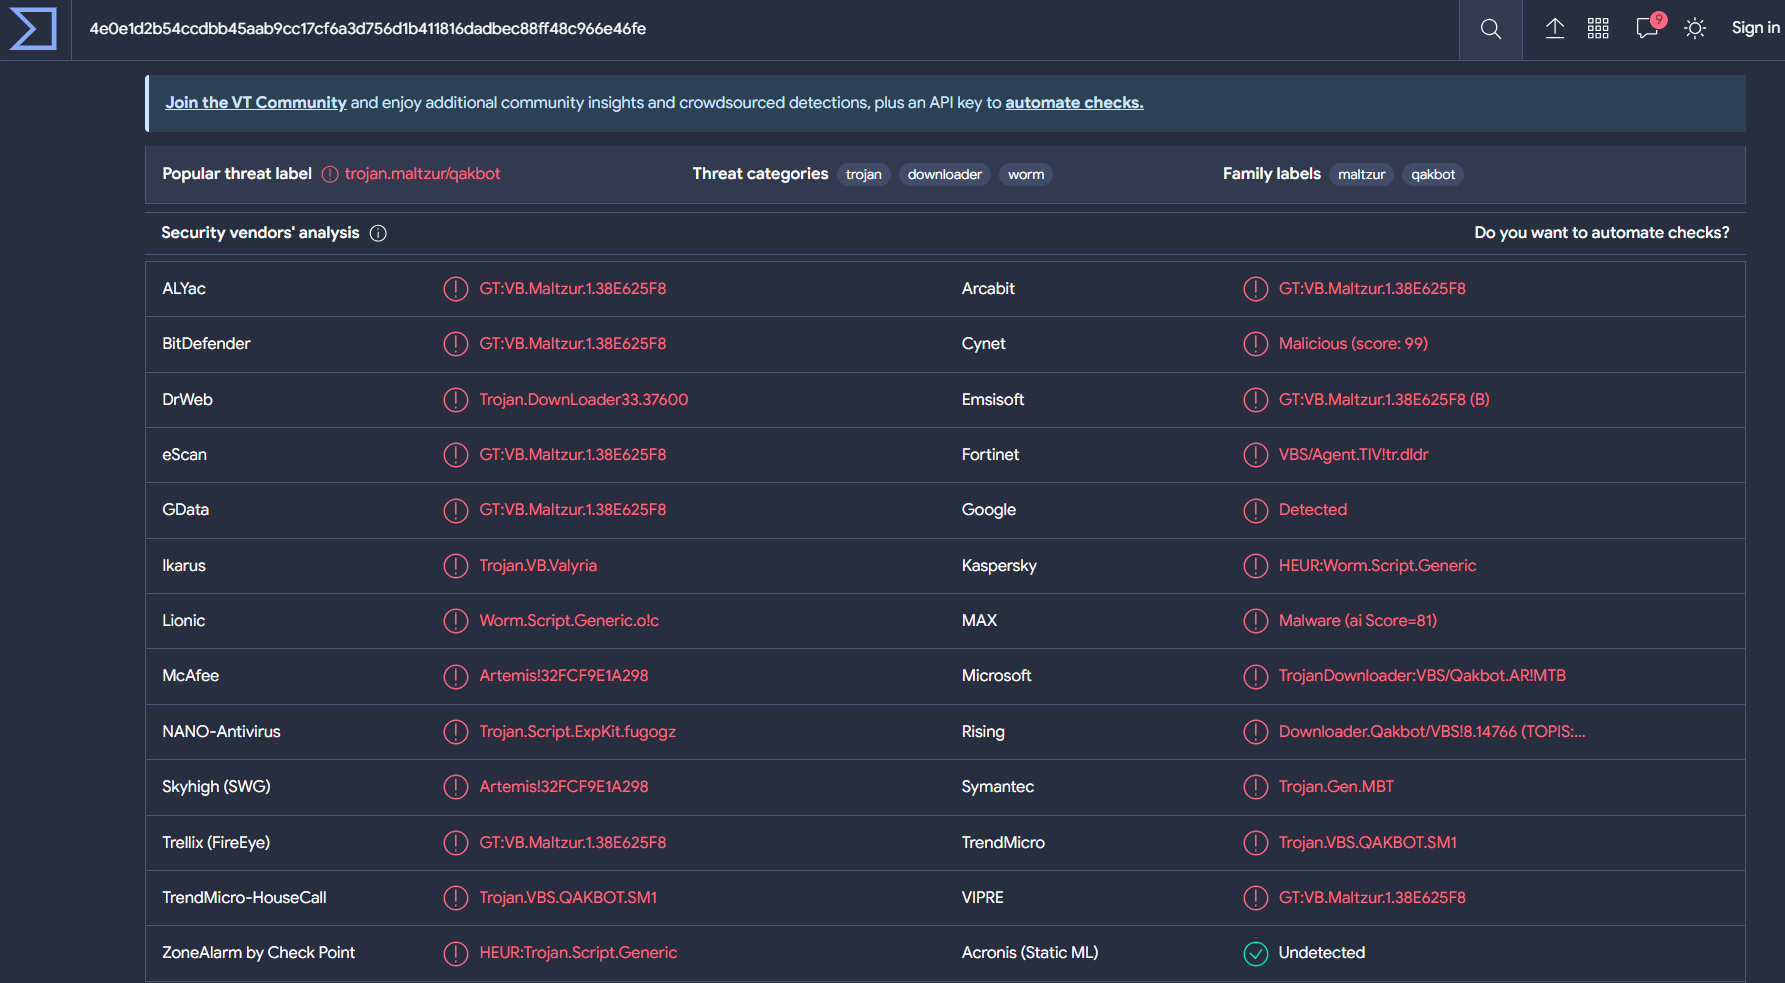 4e0e1d2b54ccdbb45aab9cc17cf6a3d756d1b411816dadbec88ff48c966e46fe
9
Sign in
Join the VT Community and enjoy additional community insights and crowdsourced detections, plus an API key to automate checks.
Popular threat label trojan.maltzur/qakbot Threat categories trojan downloader worm Family labels maltzur qakbot
Security vendors' analysis Do you want to automate checks?
ALYac GT:VB.Maltzur.1.38E625F8 Arcabit GT:VB.Maltzur.1.38E625F8
BitDefender GT:VB.Maltzur.1.38E625F8 Cynet Malicious (score: 99)
DrWeb Trojan.DownLoader33.37600 Emsisoft GT:VB.Maltzur.1.38E625F8 (B)
eScan GT:VB.Maltzur.1.38E625F8 Fortinet VBS/Agent.TIV!tr.dldr
GData GT:VB.Maltzur.1.38E625F8 Google Detected
Ikarus Trojan.VB.Valyria Kaspersky HEUR:Worm.Script.Generic
Lionic Worm.Script.Generic.o!c MAX Malware (ai Score=81)
McAfee Artemis!32FCF9E1A298 Microsoft TrojanDownloader:VBS/Qakbot.AR!MTB
NANO-Antivirus Trojan.Script.ExpKit.fugogz Rising Downloader.Qakbot/VBS!8.14766 (TOPIS:...
Skyhigh (SWG) Artemis!32FCF9E1A298 Symantec Trojan.Gen.MBT
Trellix (FireEye) GT:VB.Maltzur.1.38E625F8 TrendMicro Trojan.VBS.QAKBOT.SM1
TrendMicro-HouseCall Trojan.VBS.QAKBOT.SM1 VIPRE GT:VB.Maltzur.1.38E625F8
ZoneAlarm by Check Point HEUR:Trojan.Script.Generic Acronis (Static ML) Undetected